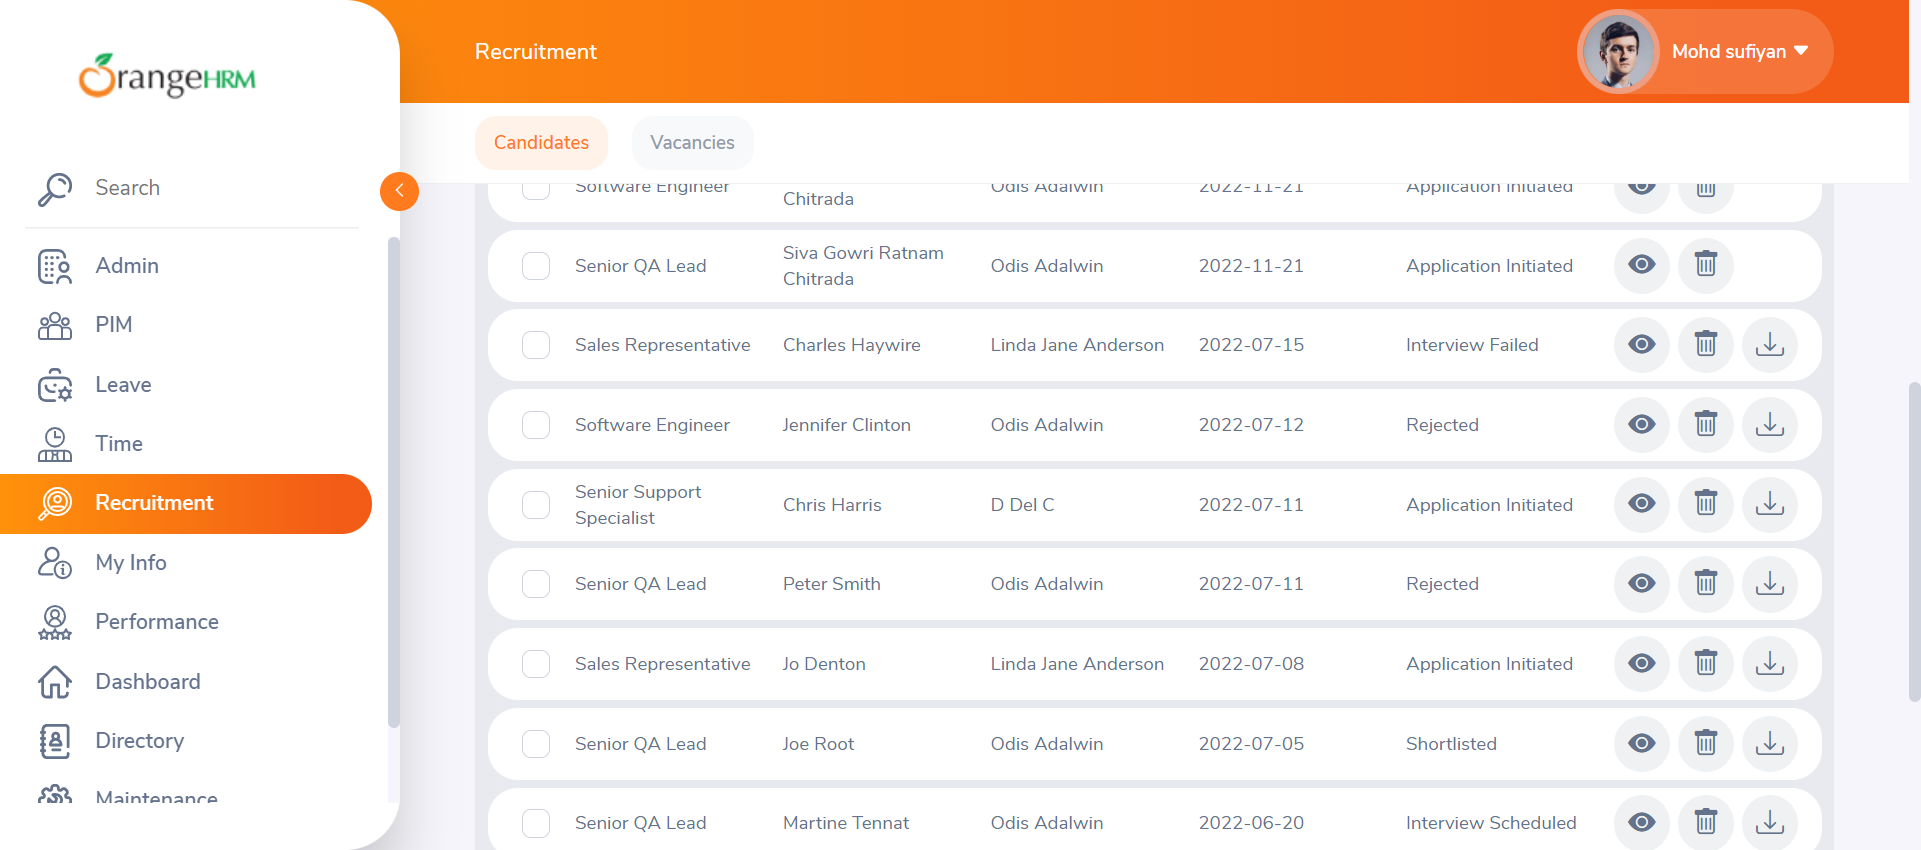 OrangeHRM
Recruitment
Mohd sufiyan
Candidates
Vacancies
Search
Admin
PIM
Leave
Time
Recruitment
My Info
Performance
Dashboard
Directory
Maintenance
Software Engineer
Chitrada
Odis Adalwin
2022-11-21
Application Initiated
Senior QA Lead
Siva Gowri Ratnam
Chitrada
Odis Adalwin
2022-11-21
Application Initiated
Sales Representative
Charles Haywire
Linda Jane Anderson
2022-07-15
Interview Failed
Software Engineer
Jennifer Clinton
Odis Adalwin
2022-07-12
Rejected
Senior Support
Specialist
Chris Harris
D Del C
2022-07-11
Application Initiated
Senior QA Lead
Peter Smith
Odis Adalwin
2022-07-11
Rejected
Sales Representative
Jo Denton
Linda Jane Anderson
2022-07-08
Application Initiated
Senior QA Lead
Joe Root
Odis Adalwin
2022-07-05
Shortlisted
Senior QA Lead
Martine Tennat
Odis Adalwin
2022-06-20
Interview Scheduled